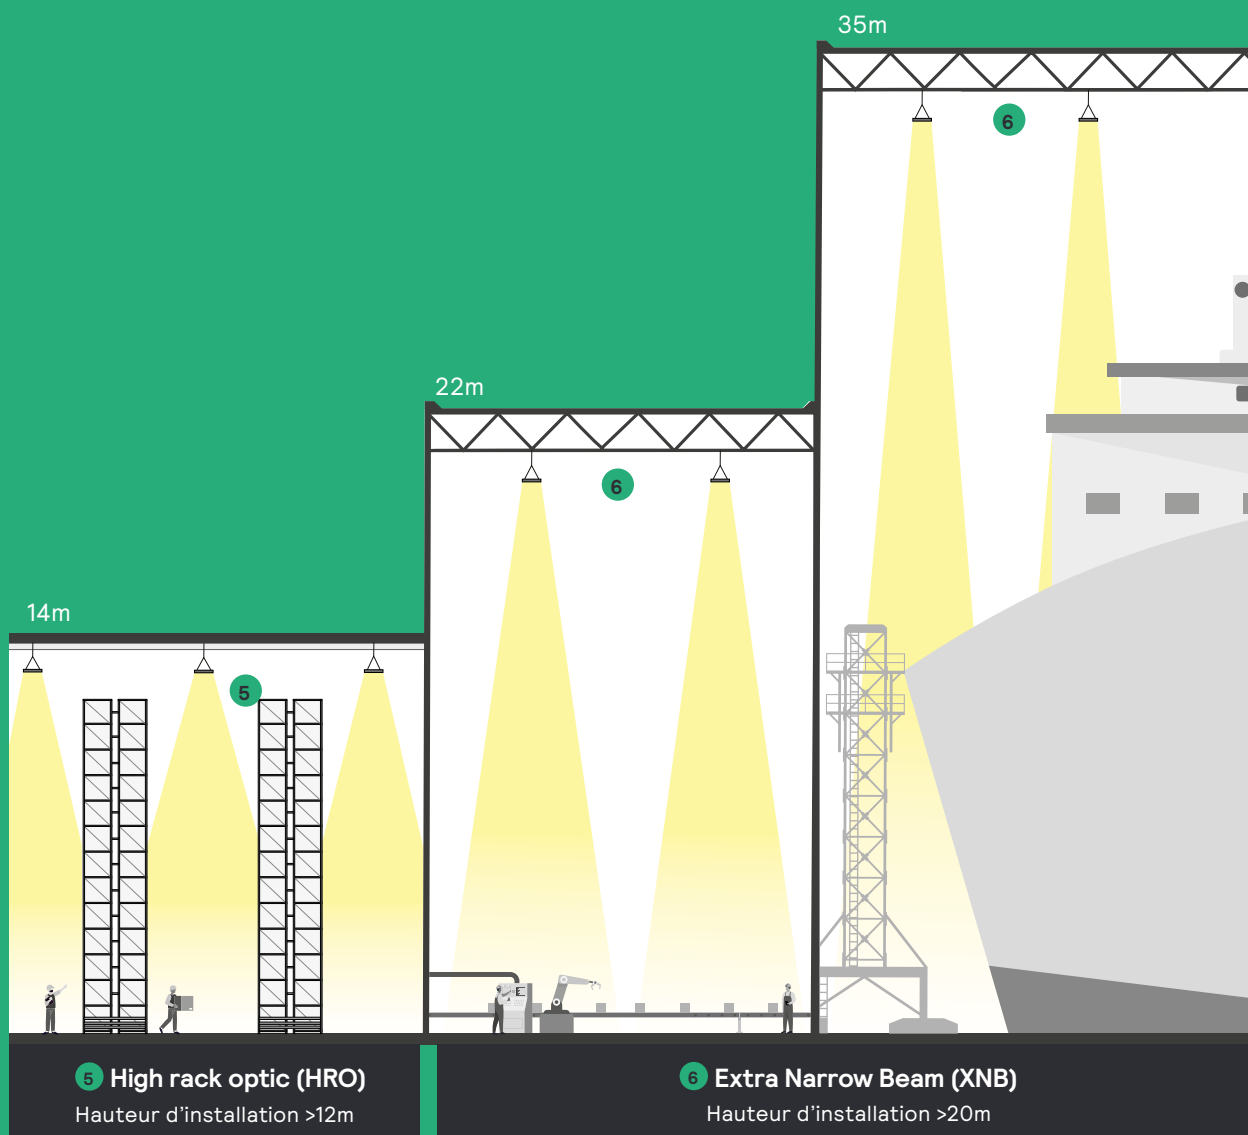 35m
6
22m
6
14m
5
5 High rack optic (HRO)
Hauteur d’installation >12m
6 Extra Narrow Beam (XNB)
Hauteur d’installation >20m